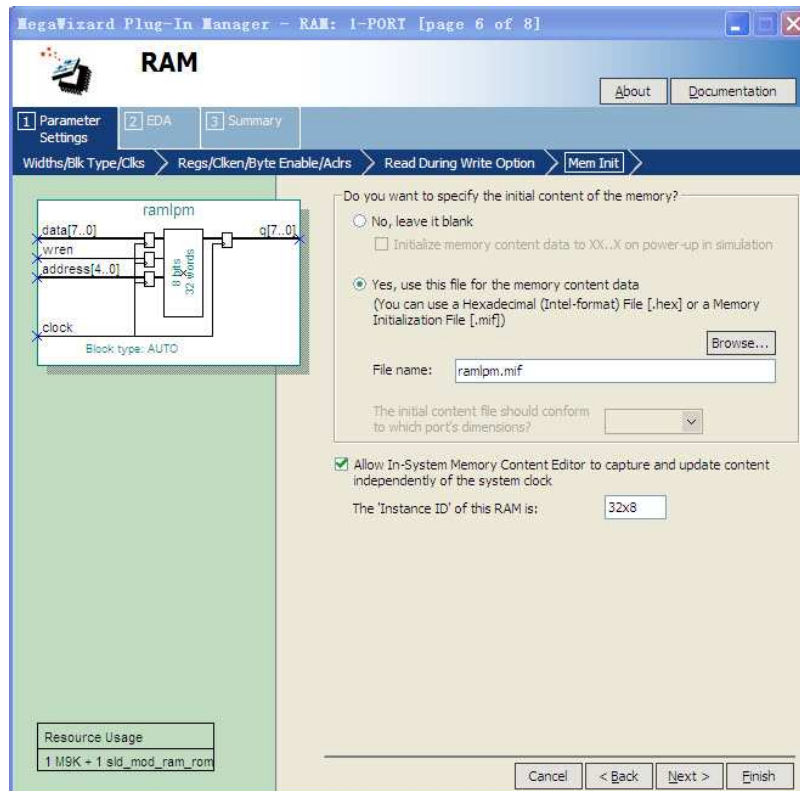 MegaWizard Plug-In Manager - RAM: 1-PORT [page 6 of 8]
RAM
About
Documentation
1 Parameter Settings
2 EDA
3 Summary
Widths/Blk Type/Clks
Regs/Clken/Byte Enable/Aclrs
Read During Write Option
Mem Init
ramlpm
data[7..0]
q[7..0]
wren
address[4..0]
8 bits
32 words
clock
Block type: AUTO
Do you want to specify the initial content of the memory?
No, leave it blank
Initialize memory content data to XX..X on power-up in simulation
Yes, use this file for the memory content data
(You can use a Hexadecimal (Intel-format) File [.hex] or a Memory
Initialization File [.mif])
Browse...
File name: ramlpm.mif
The initial content file should conform
to which port's dimensions?
Allow In-System Memory Content Editor to capture and update content
independently of the system clock
The 'Instance ID' of this RAM is: 32x8
Resource Usage
1 M9K + 1 sld_mod_ram_rom
Cancel
< Back
Next >
Finish